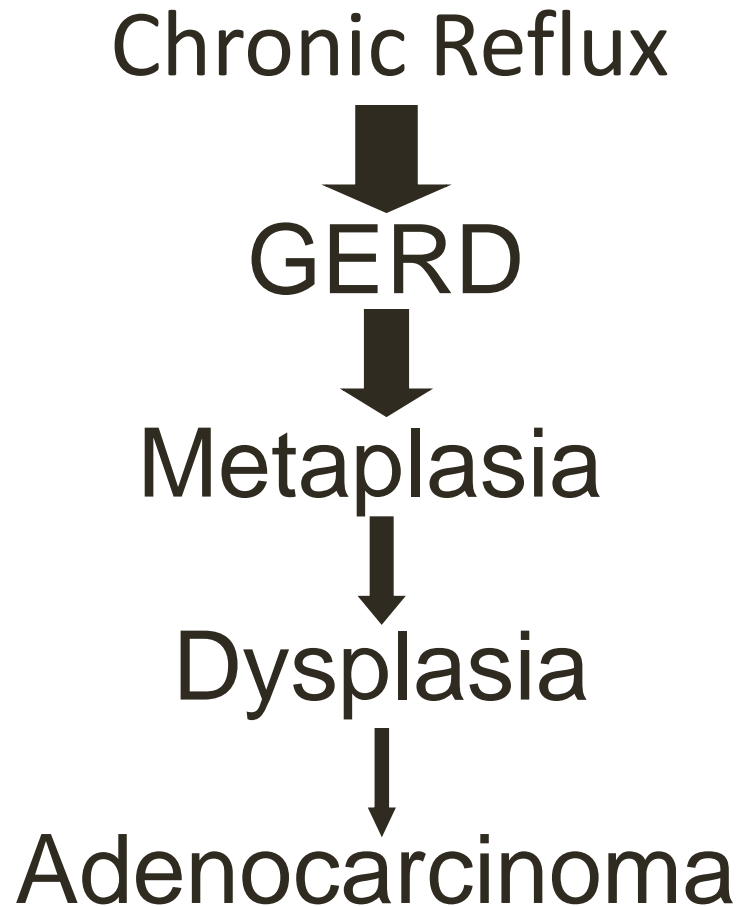 Chronic Reflux
GERD
Metaplasia
Dysplasia
Adenocarcinoma